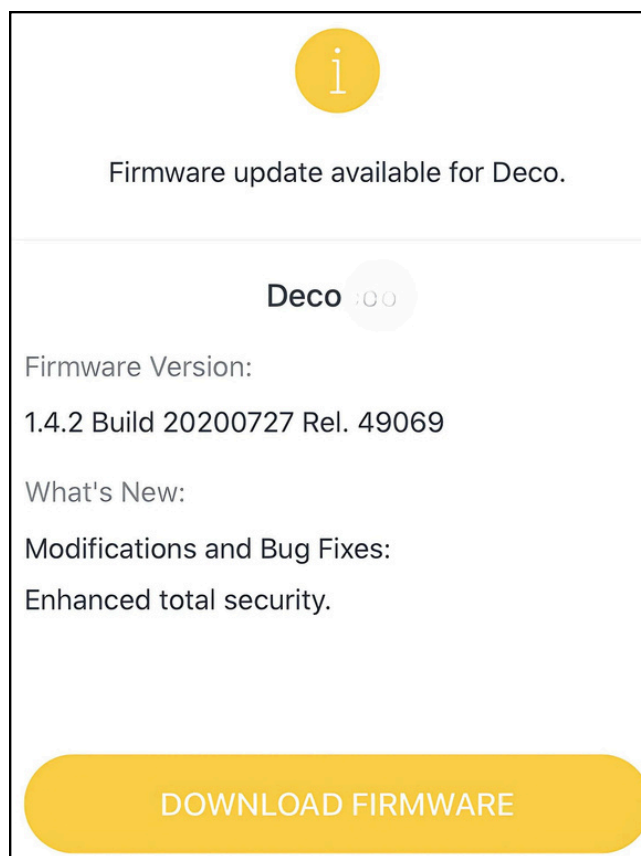 Firmware update available for Deco.
Deco
Firmware Version:
1.4.2 Build 20200727 Rel. 49069
What's New:
Modifications and Bug Fixes:
Enhanced total security.
DOWNLOAD FIRMWARE